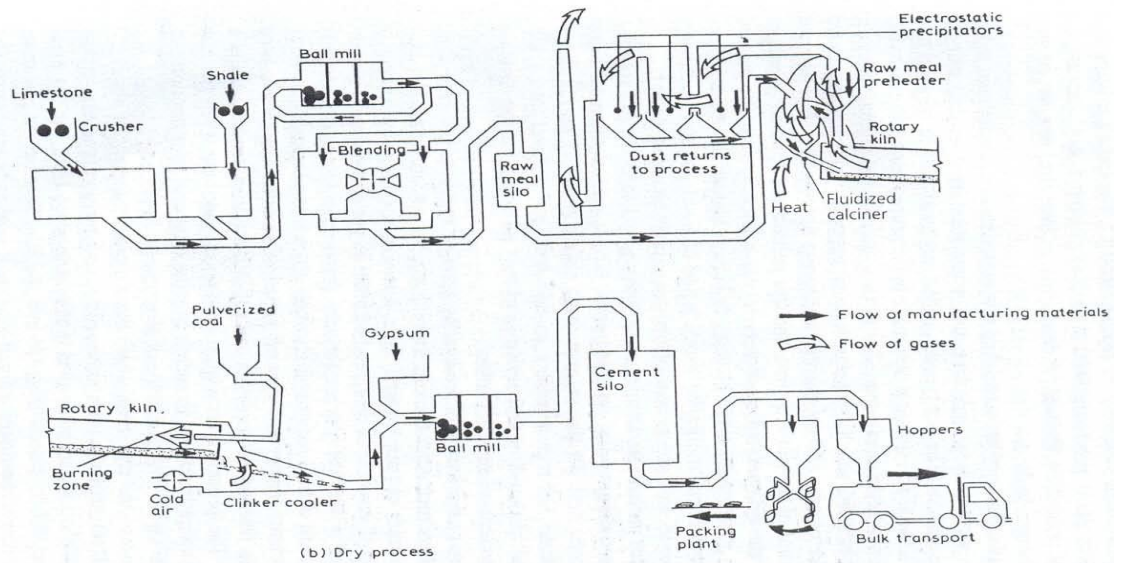 Electrostatic
precipitators
Ball mill
Shale
Limestone
Crusher
Raw meal
preheater
Rotary
kiln
Blending
Raw
meal
silo
Dust returns
to process
Heat
Fluidized
calciner
Pulverized
coal
Gypsum
Flow of manufacturing materials
Flow of gases
Cement
silo
Rotary kiln.
Hoppers
Ball mill
Burning
zone
Cold
air
Clinker cooler
Packing
plant
Bulk transport
(b) Dry process